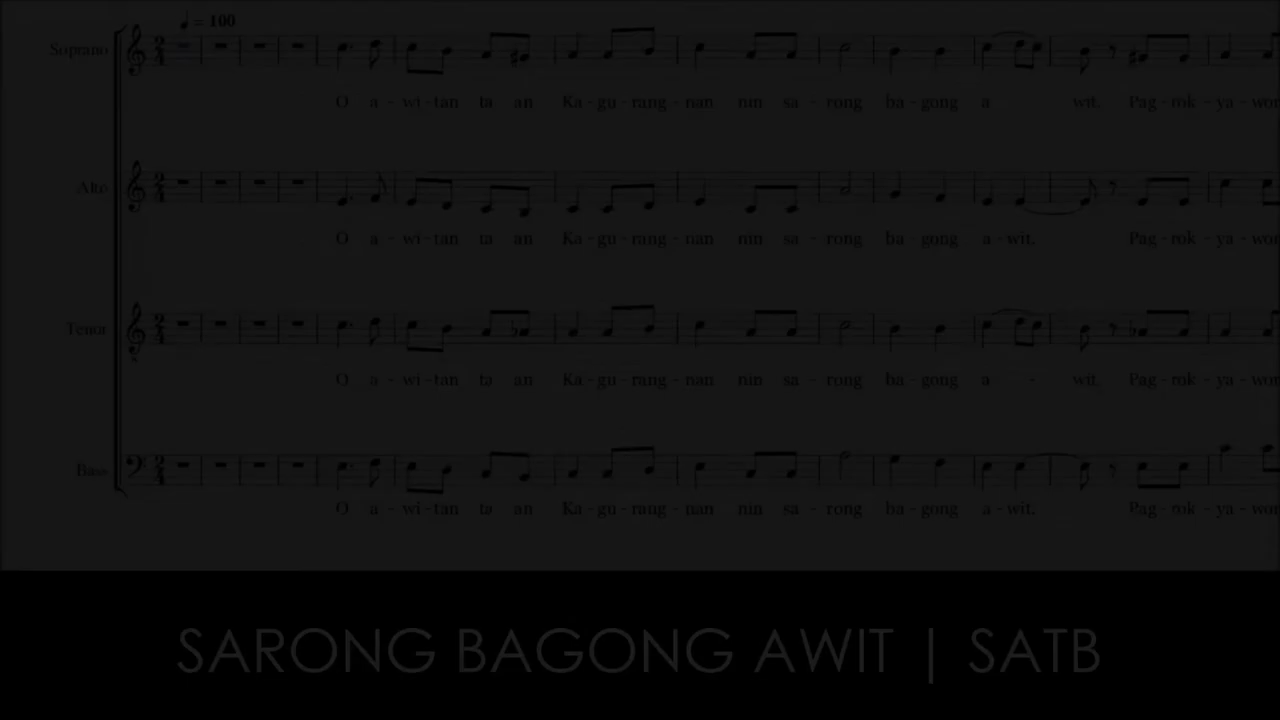 ♩ = 100
Soprano
O a - wi - tan ta an Ka - gu - rang - nan nin sa - rong ba - gong a wit. Pag - rok - ya - won
Alto
O a - wi - tan ta an Ka - gu - rang - nan nin sa - rong ba - gong a - wit. Pag - rok - ya - won
Tenor
O a - wi - tan ta an Ka - gu - rang - nan nin sa - rong ba - gong a - wit. Pag - rok - ya - won
Bass
O a - wi - tan ta an Ka - gu - rang - nan nin sa - rong ba - gong a - wit. Pag - rok - ya - won
SARONG BAGONG AWIT | SATB